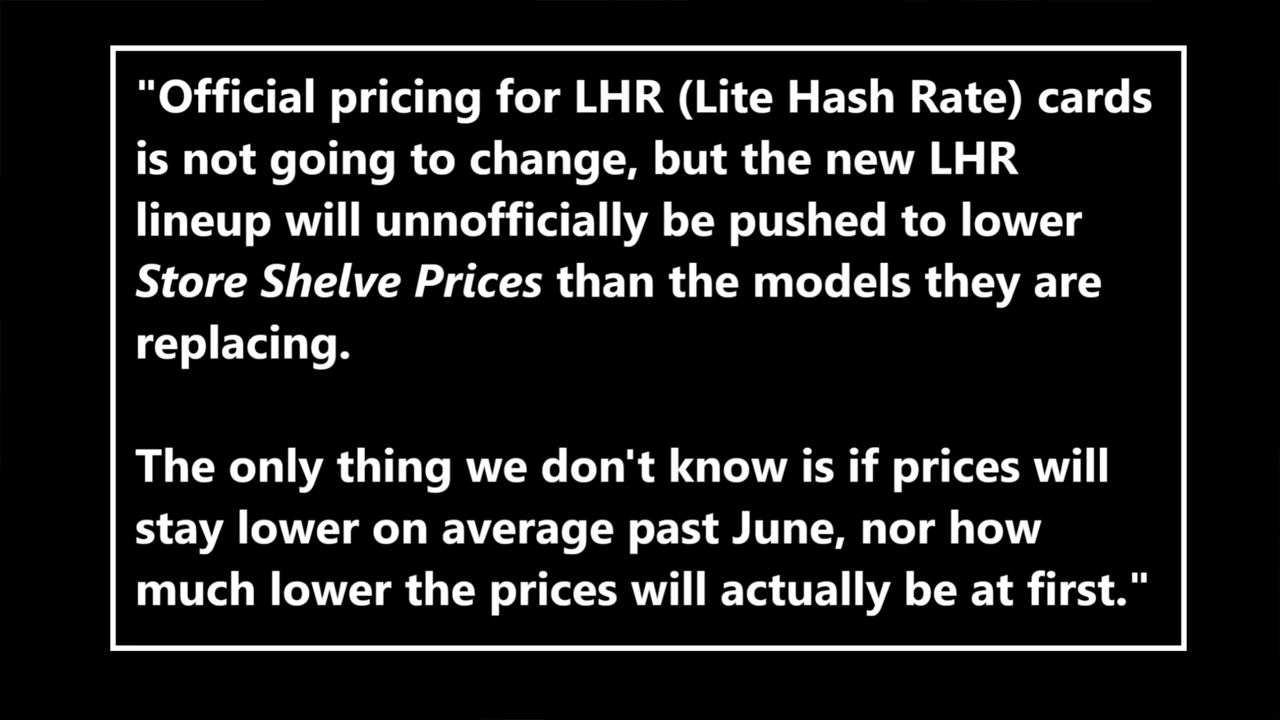 "Official pricing for LHR (Lite Hash Rate) cards
is not going to change, but the new LHR
lineup will unnofficially be pushed to lower
Store Shelve Prices than the models they are
replacing.
The only thing we don't know is if prices will
stay lower on average past June, nor how
much lower the prices will actually be at first."